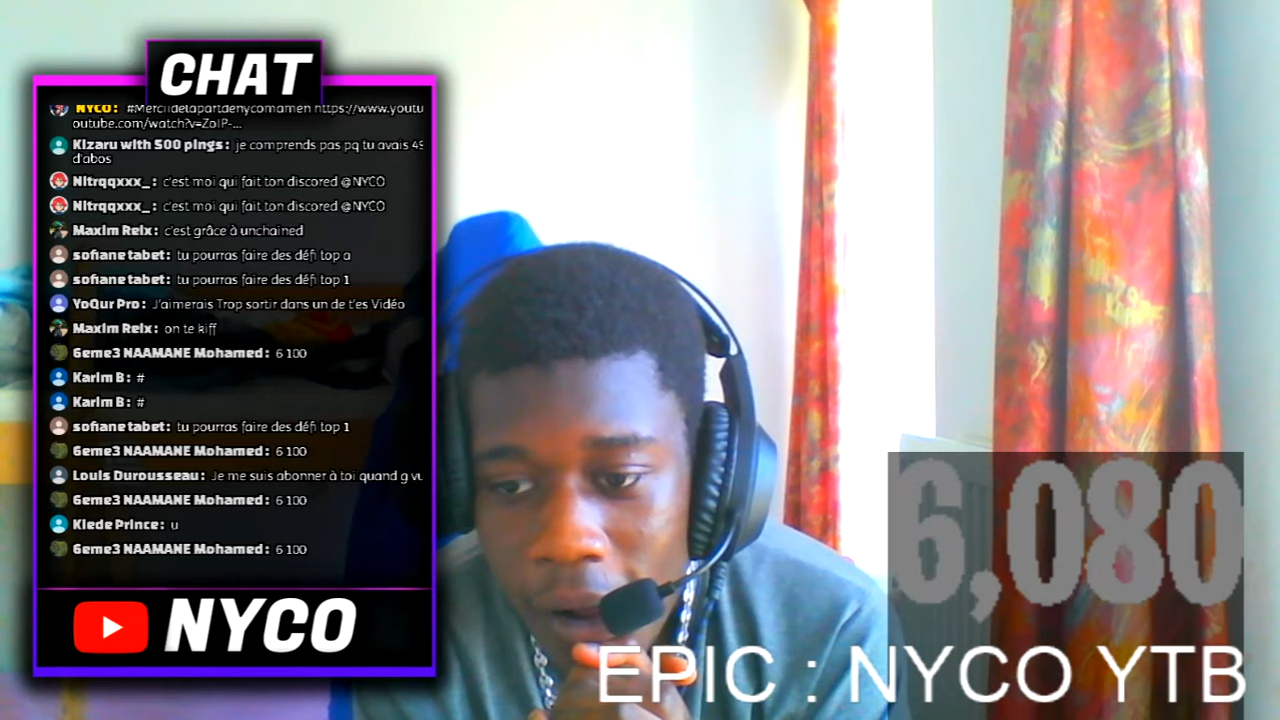 CHAT
NYCO: #Merciidelapartdenycomamen https://www.youtu
outube.com/watch?v=ZoIP-...
Kizaru with 500 pings: je comprends pas pq tu avais 49
d'abos
Nitrqqxxx_: c'est moi qui fait ton discored @NYCO
Nitrqqxxx_: c'est moi qui fait ton discored @NYCO
Maxim Reix: c'est grâce à unchained
sofiane tabet: tu pourras faire des défi top a
sofiane tabet: tu pourras faire des défi top 1
YoQur Pro: J'aimerais Trop sortir dans un de t'es Vidéo
Maxim Reix: on te kiff
6eme3 NAAMANE Mohamed: 6 100
Karim B: #
Karim B: #
sofiane tabet: tu pourras faire des défi top 1
6eme3 NAAMANE Mohamed: 6 100
Louis Durousseau: Je me suis abonner à toi quand g vu
6eme3 NAAMANE Mohamed: 6 100
Klede Prince: u
6eme3 NAAMANE Mohamed: 6 100
NYCO
6,080
EPIC : NYCO YTB